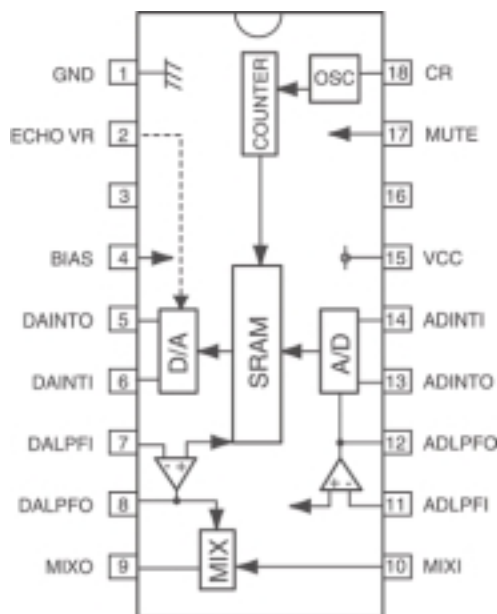 GND 1
ECHO VR 2
3
BIAS 4
DAINTO 5
DAINTI 6
DALPFI 7
DALPFO 8
MIXO 9
COUNTER
OSC
D/A
SRAM
A/D
- +
+ -
MIX
18 CR
17 MUTE
16
15 VCC
14 ADINTI
13 ADINTO
12 ADLPFO
11 ADLPFI
10 MIXI